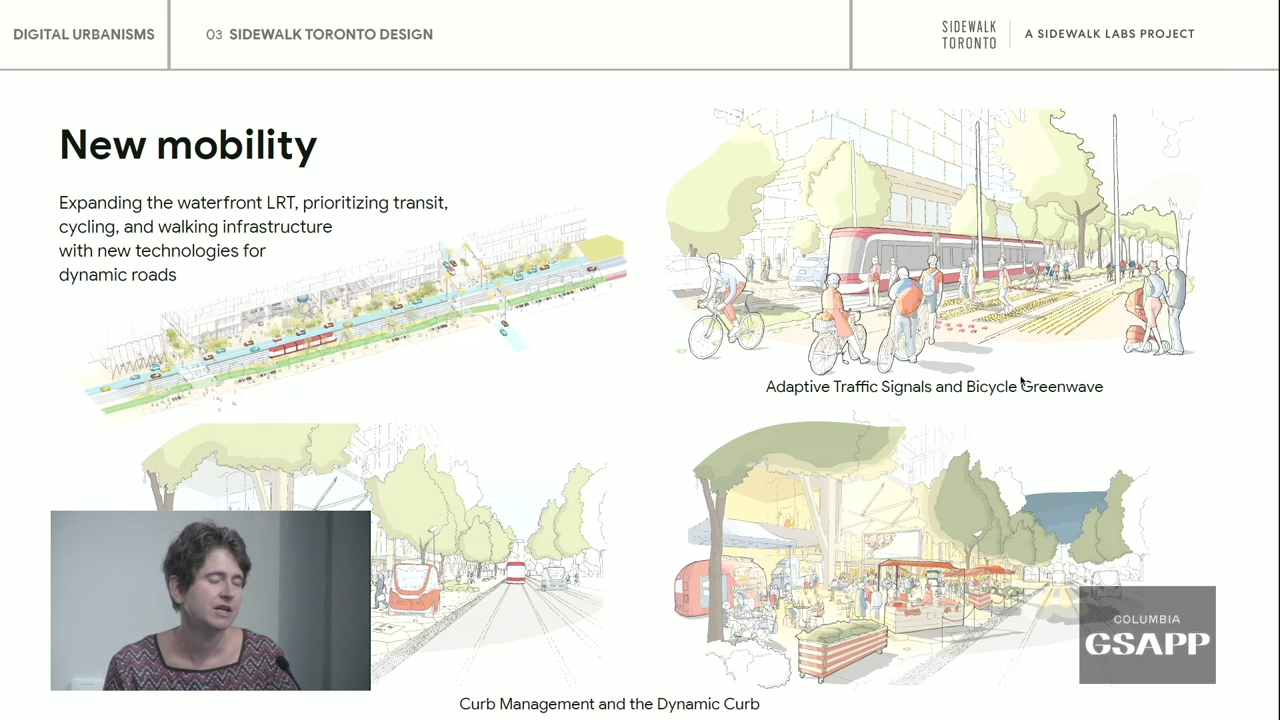 DIGITAL URBANISMS
03 SIDEWALK TORONTO DESIGN
SIDEWALK
TORONTO
A SIDEWALK LABS PROJECT
New mobility
Expanding the waterfront LRT, prioritizing transit,
cycling, and walking infrastructure
with new technologies for
dynamic roads
Adaptive Traffic Signals and Bicycle Greenwave
Curb Management and the Dynamic Curb
COLUMBIA
GSAPP